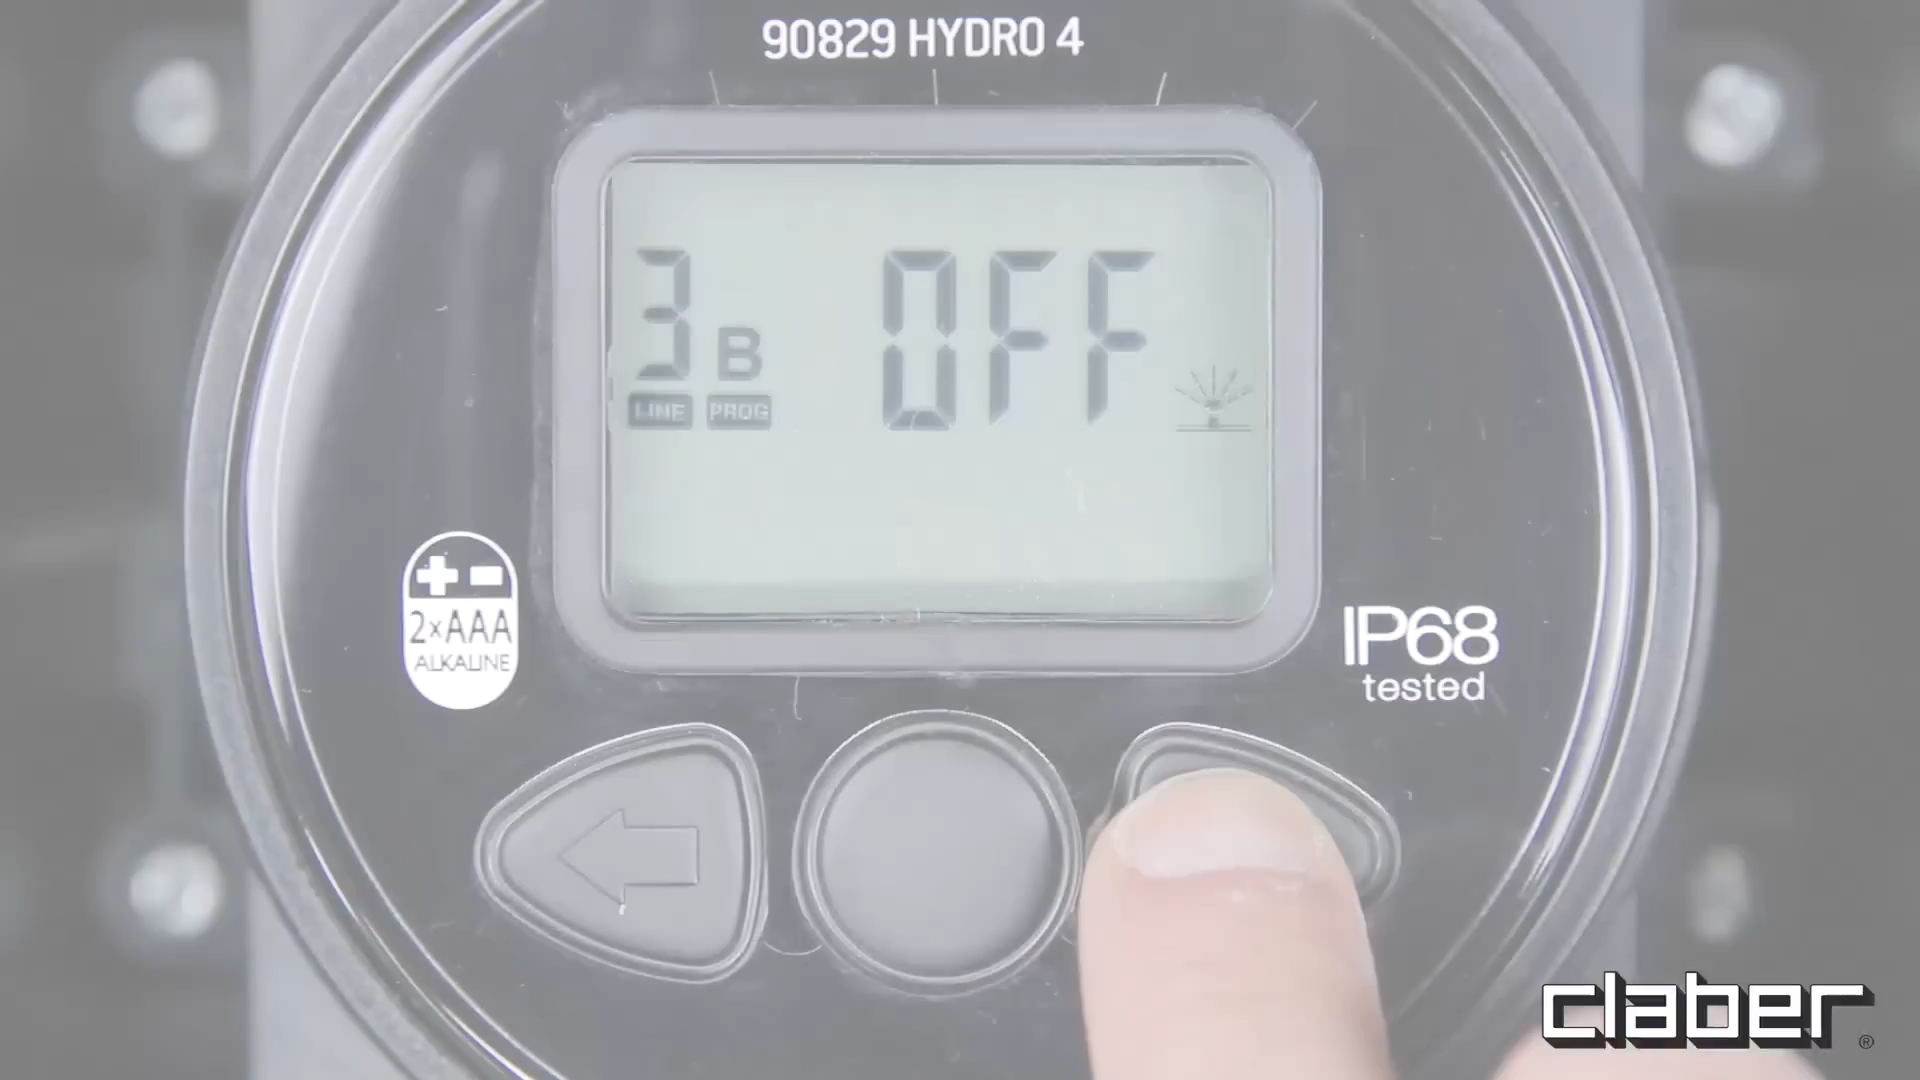 90829 HYDRO 4
3 B OFF
LINE PROG
2xAAA
ALKALINE
IP68
tested
claber®